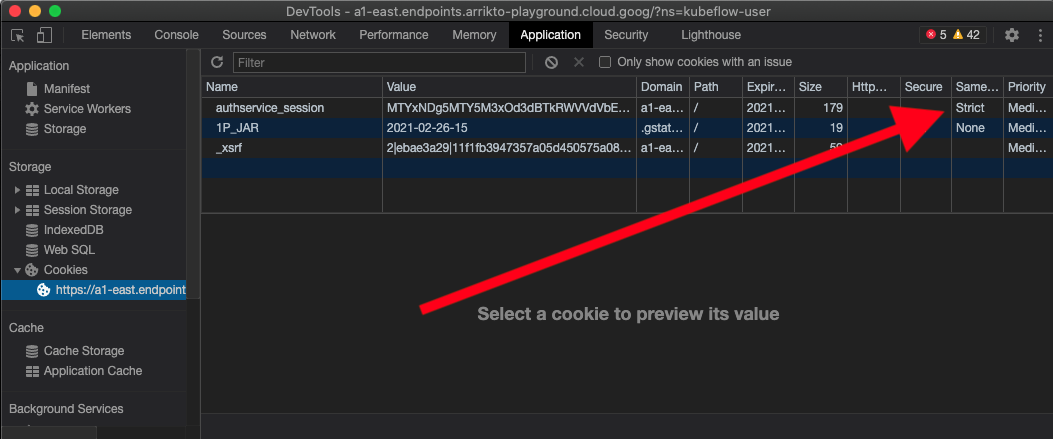 DevTools - a1-east.endpoints.arrikto-playground.cloud.goog/?ns=kubeflow-user
Elements Console Sources Network Performance Memory Application Security Lighthouse 5 42
Application
Manifest
Service Workers
Storage
Storage
Local Storage
Session Storage
IndexedDB
Web SQL
Cookies
https://a1-east.endpoint
Cache
Cache Storage
Application Cache
Background Services
Filter Only show cookies with an issue
Name Value Domain Path Expir... Size Http... Secure Same... Priority
authservice_session MTYxNDg5MTY5M3xOd3dBTkRWVVdVbE... a1-ea... / 2021... 179 Strict Medi...
1P_JAR 2021-02-26-15 .gstat... / 2021... 19 None Medi...
_xsrf 2|ebae3a29|11f1fb3947357a05d450575a08... a1-ea... / 2021... Medi...
Select a cookie to preview its value